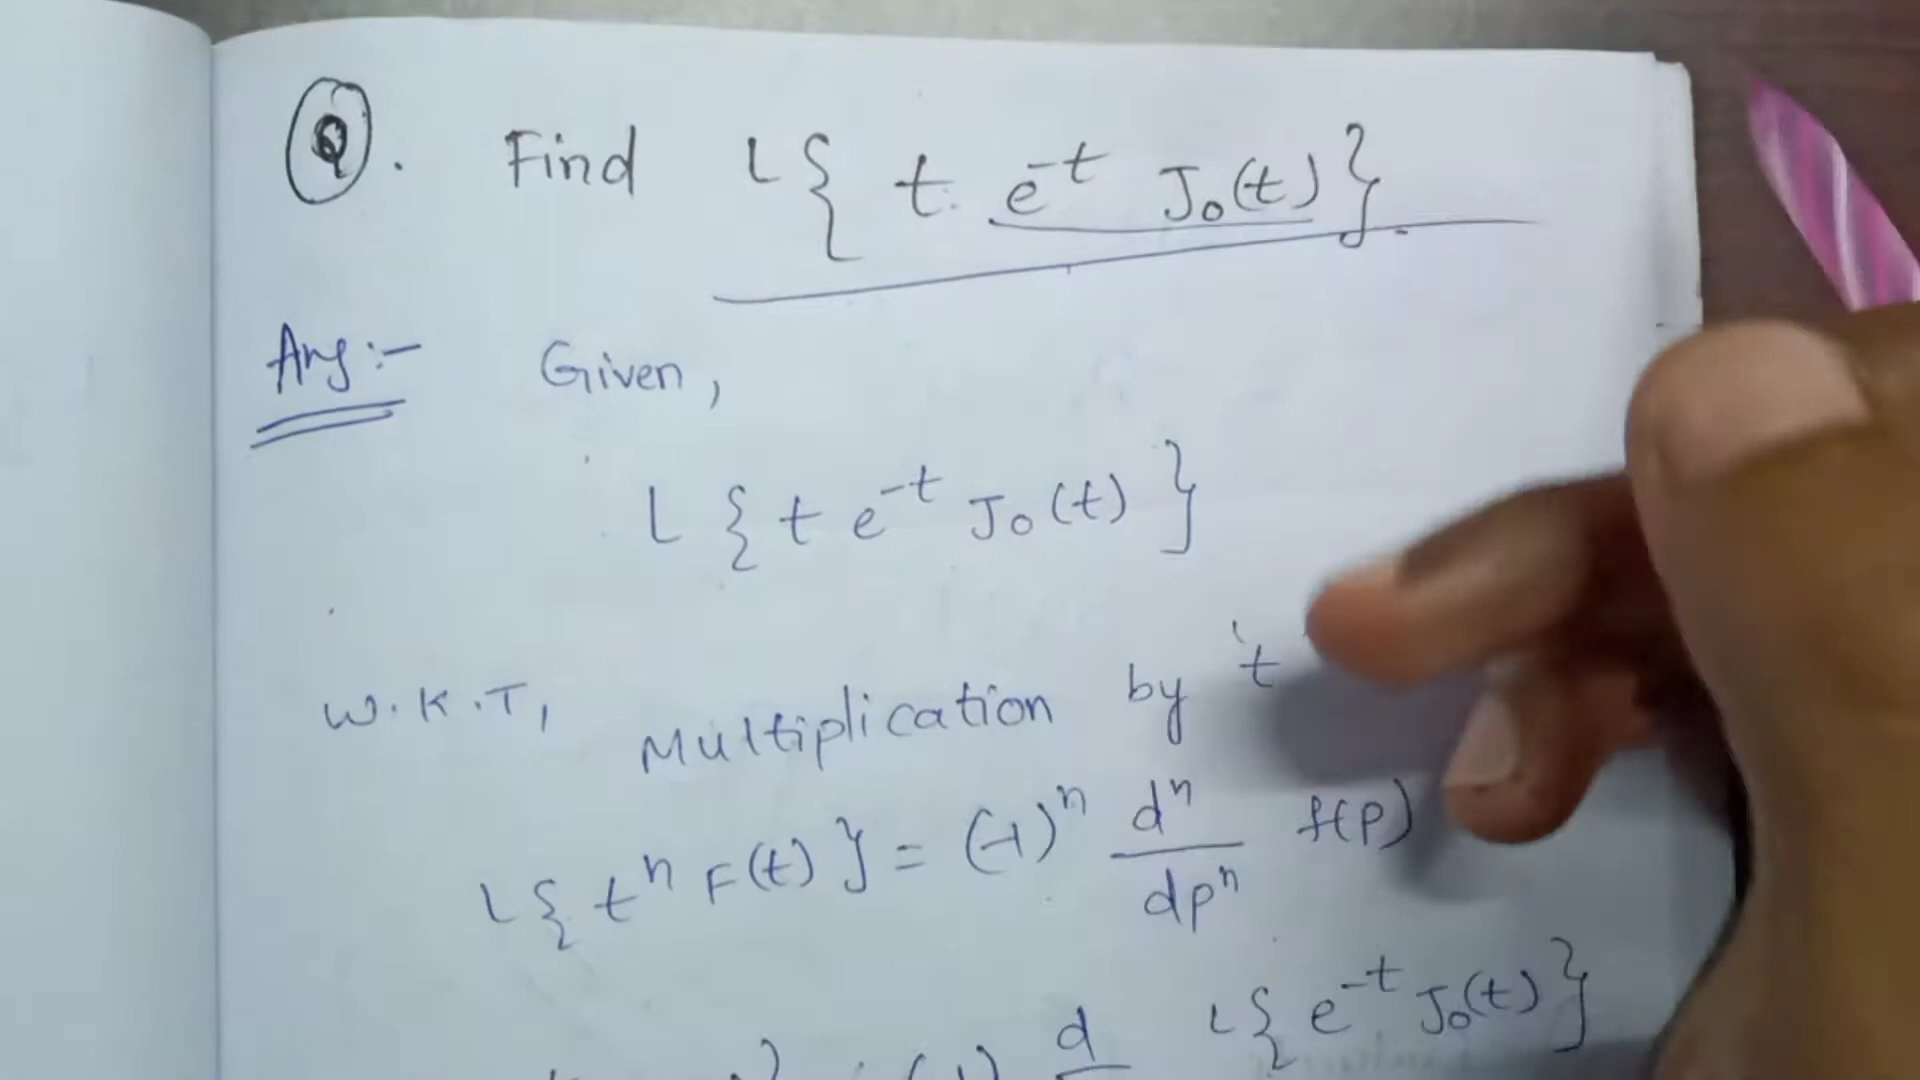 Q. Find L{ t. e^-t J₀(t)}.
Ans :- Given,
L { t e^-t J₀(t) }
W.K.T, Multiplication by 't
L{ t^n F(t) } = (-1)^n d^n/dp^n f(p)
d L{ e^-t J₀(t) }